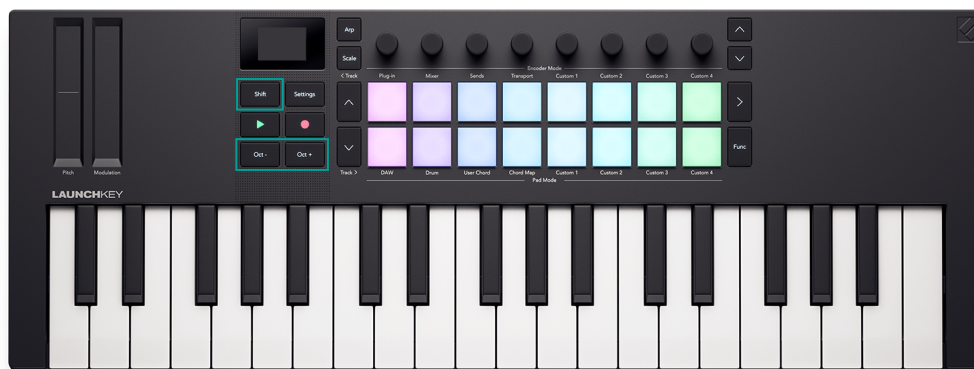 Arp
Scale
< Track
Encoder Mode
Plug-In Mixer Sends Transport Custom 1 Custom 2 Custom 3 Custom 4
Shift Settings
Oct - Oct +
Func
Track >
DAW Drum User Chord Chord Map Custom 1 Custom 2 Custom 3 Custom 4
Pad Mode
Pitch Modulation
LAUNCHKEY